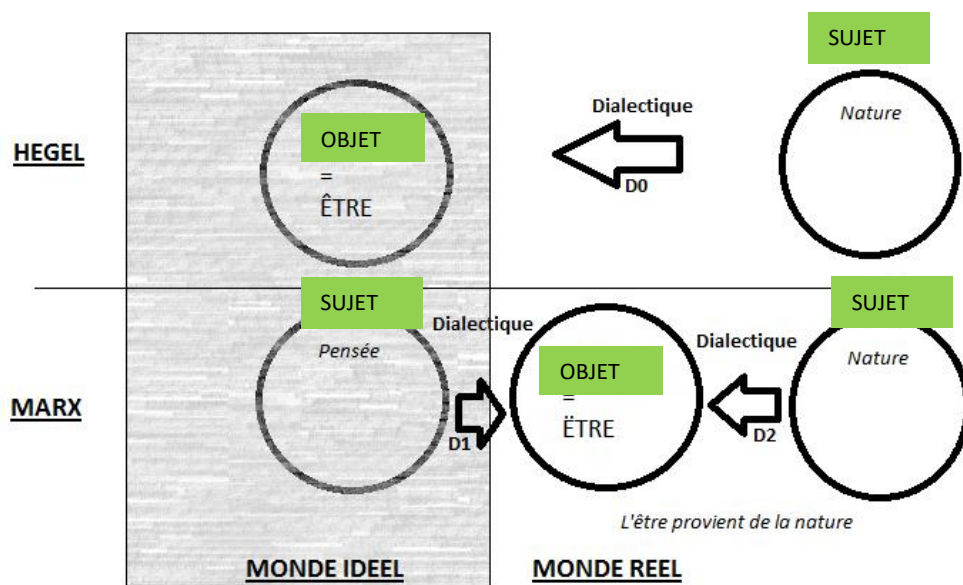 SUJET
Dialectique
Nature
HEGEL
OBJET
=
ÊTRE
D0
SUJET
Pensée
Dialectique
SUJET
Nature
Dialectique
OBJET
=
ËTRE
MARX
D1
D2
L'être provient de la nature
MONDE IDEEL
MONDE REEL